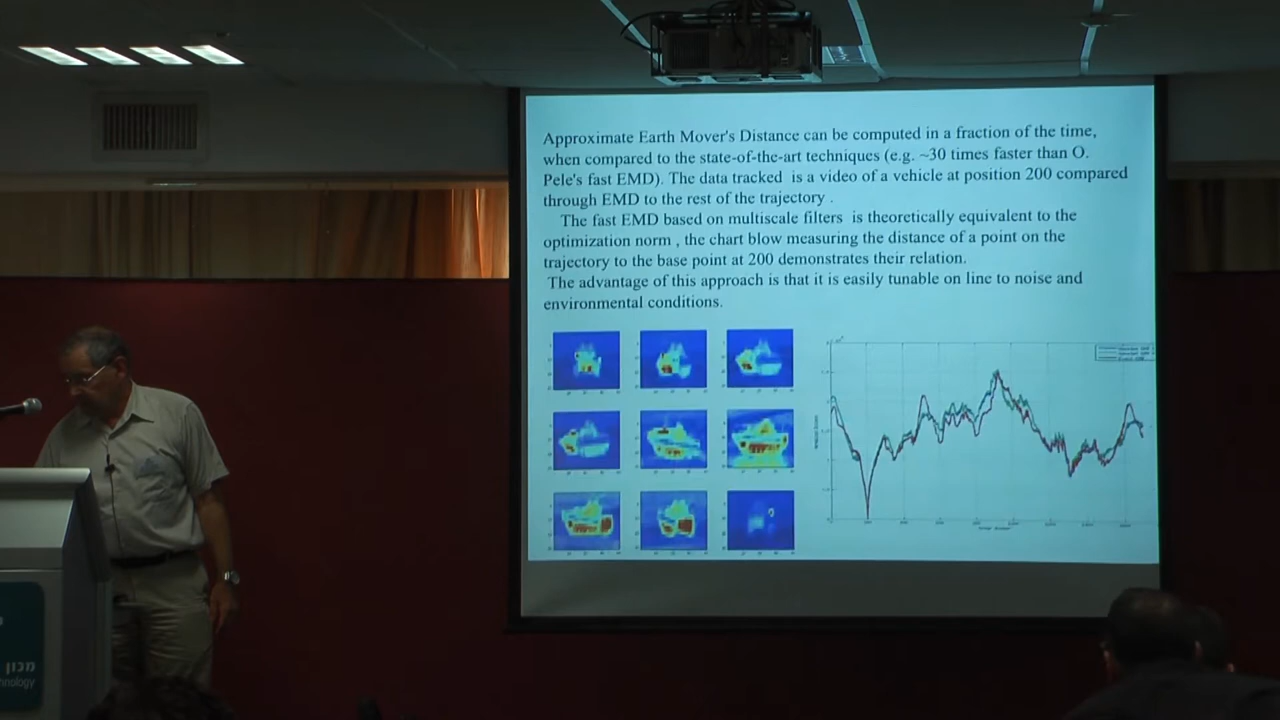 Approximate Earth Mover's Distance can be computed in a fraction of the time,
when compared to the state-of-the-art techniques (e.g. ~30 times faster than O.
Pele's fast EMD). The data tracked is a video of a vehicle at position 200 compared
through EMD to the rest of the trajectory .
The fast EMD based on multiscale filters is theoretically equivalent to the
optimization norm , the chart blow measuring the distance of a point on the
trajectory to the base point at 200 demonstrates their relation.
The advantage of this approach is that it is easily tunable on line to noise and
environmental conditions.
מכון